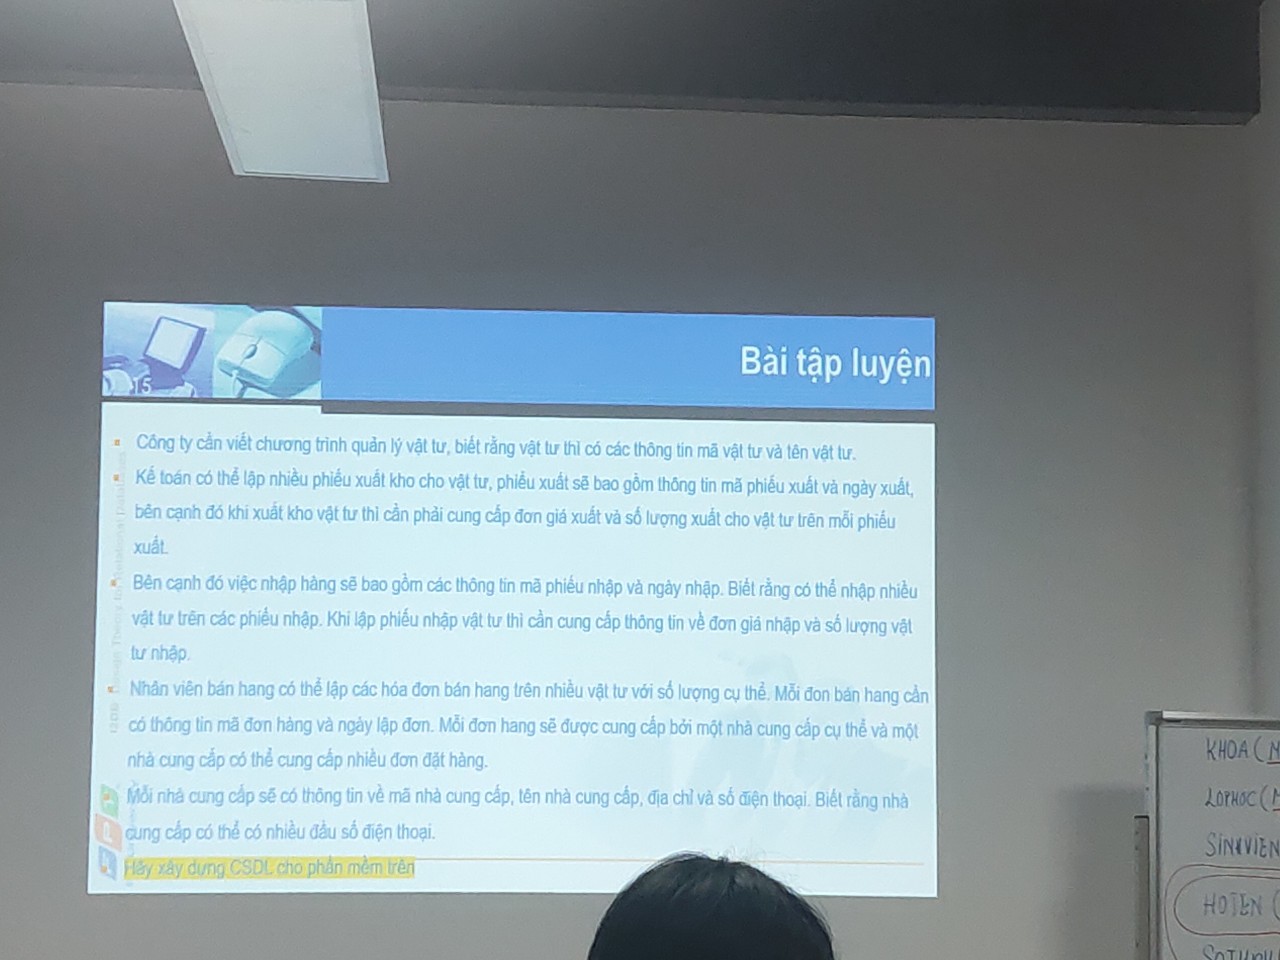 Bài tập luyện
15
Công ty cần viết chương trình quản lý vật tư, biết rằng vật tư thì có các thông tin mã vật tư và tên vật tư.
Kế toán có thể lập nhiều phiếu xuất kho cho vật tư, phiếu xuất sẽ bao gồm thông tin mã phiếu xuất và ngày xuất,
bên cạnh đó khi xuất kho vật tư thì cần phải cung cấp đơn giá xuất và số lượng xuất cho vật tư trên mỗi phiếu
xuất.
Bên cạnh đó việc nhập hàng sẽ bao gồm các thông tin mã phiếu nhập và ngày nhập. Biết rằng có thể nhập nhiều
vật tư trên các phiếu nhập. Khi lập phiếu nhập vật tư thì cần cung cấp thông tin về đơn giá nhập và số lượng vật
tư nhập.
Nhân viên bán hang có thể lập các hóa đơn bán hang trên nhiều vật tư với số lượng cụ thể. Mỗi đon bán hang cần
có thông tin mã đơn hàng và ngày lập đơn. Mỗi đơn hang sẽ được cung cấp bởi một nhà cung cấp cụ thể và một
nhà cung cấp có thể cung cấp nhiều đơn đặt hàng.
Mỗi nhà cung cấp sẽ có thông tin về mã nhà cung cấp, tên nhà cung cấp, địa chỉ và số điện thoại. Biết rằng nhà
cung cấp có thể có nhiều đầu số điện thoại.
Hãy xây dựng CSDL cho phần mềm trên
KHOA (M
LOPHOC (M
SINHVIEN
HOTEN (